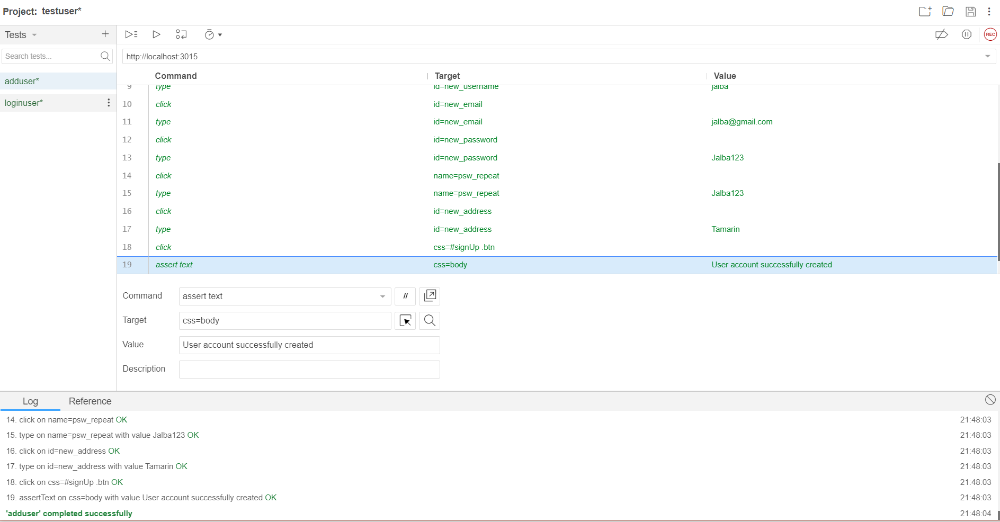 Project: testuser*
Tests
Search tests...
adduser*
loginuser*
REC
http://localhost:3015
Command Target Value
9 type id=new_username jalba
10 click id=new_email
11 type id=new_email jalba@gmail.com
12 click id=new_password
13 type id=new_password Jalba123
14 click name=psw_repeat
15 type name=psw_repeat Jalba123
16 click id=new_address
17 type id=new_address Tamarin
18 click css=#signUp .btn
19 assert text css=body User account successfully created
Command assert text //
Target css=body
Value User account successfully created
Description
Log Reference
14. click on name=psw_repeat OK 21:48:03
15. type on name=psw_repeat with value Jalba123 OK 21:48:03
16. click on id=new_address OK 21:48:03
17. type on id=new_address with value Tamarin OK 21:48:03
18. click on css=#signUp .btn OK 21:48:03
19. assertText on css=body with value User account successfully created OK 21:48:03
'adduser' completed successfully 21:48:04